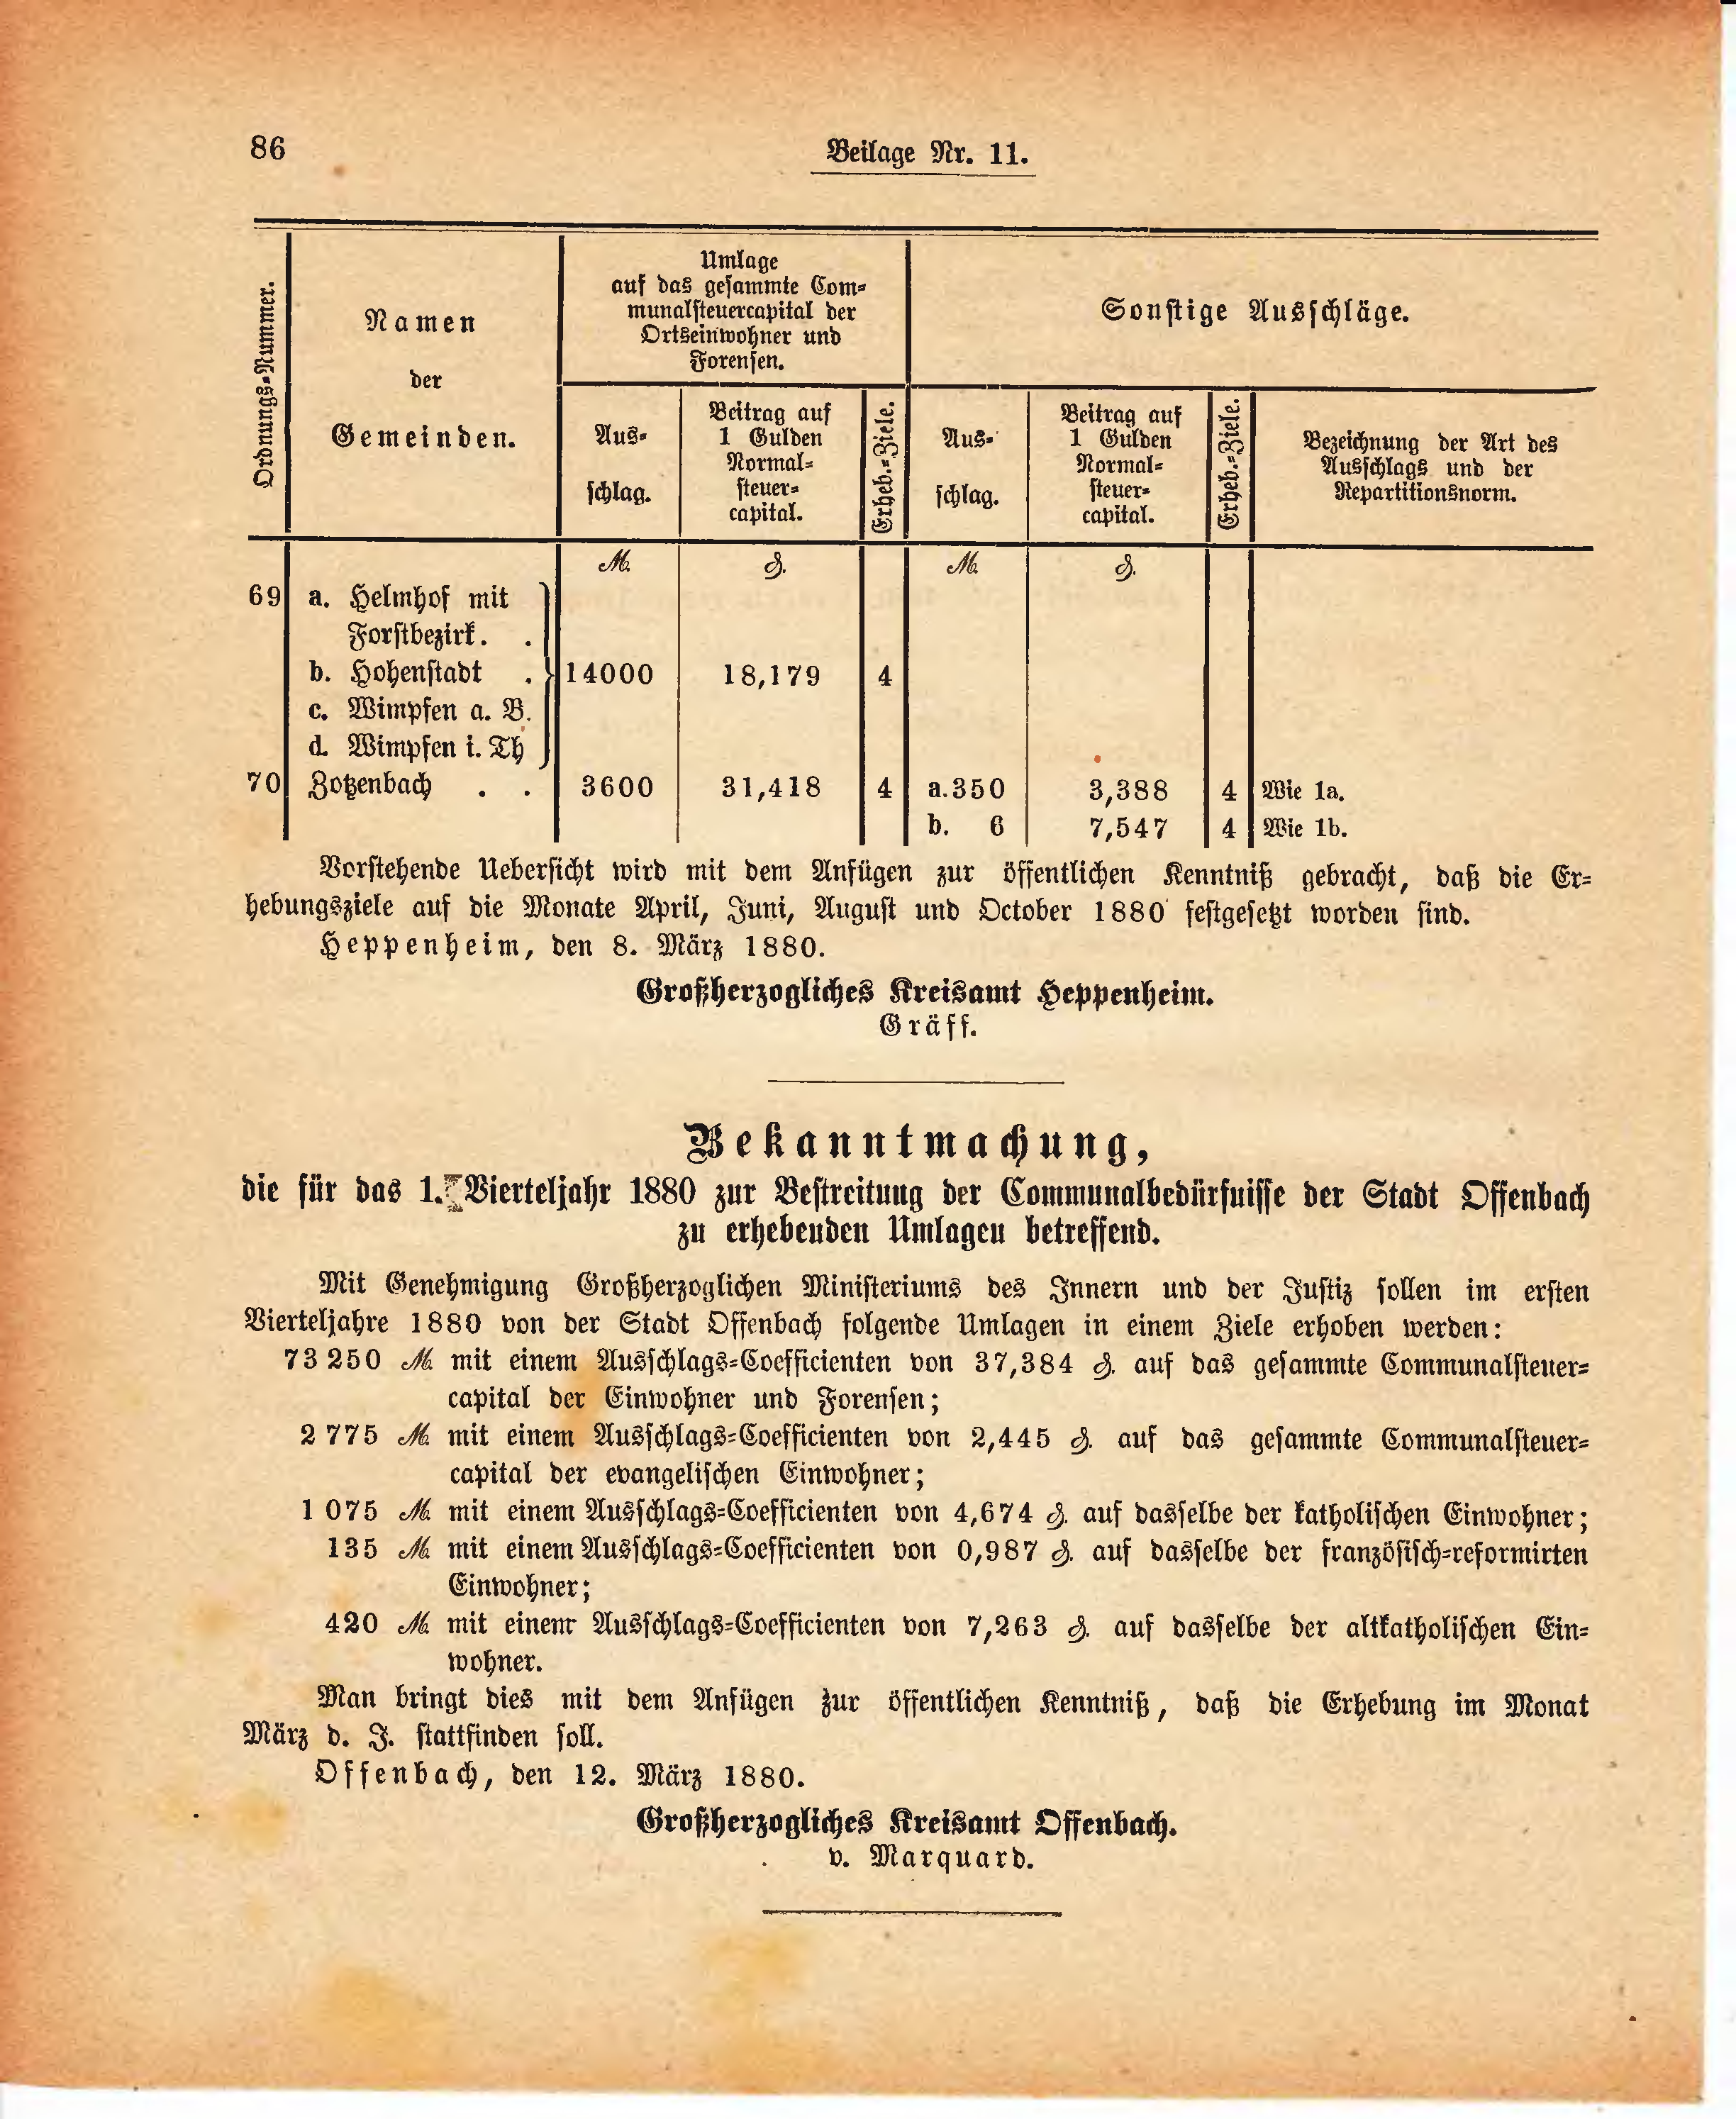 86
Beilage Nr. 11.
Ordnungs-Nummer.
Namen
der
Gemeinden.
Umlage
auf das gesammte Com-
munalsteuercapital der
Ortseinwohner und
Forensen.
Sonstige Ausschläge.
Aus-
schlag.
Beitrag auf
1 Gulden
Normal-
steuer-
capital.
Erheb.-Ziele.
Aus-
schlag.
Beitrag auf
1 Gulden
Normal-
steuer-
capital.
Erheb.-Ziele.
Bezeichnung der Art des
Ausschlags und der
Repartitionsnorm.
ℳ ₰. ℳ ₰.
69 a. Helmhof mit
Forstbezirk. .
b. Hohenstadt . 14000 18,179 4
c. Wimpfen a. B.
d. Wimpfen i. Th
70 Zotzenbach . . 3600 31,418 4 a. 350 3,388 4 Wie 1a.
b. 6 7,547 4 Wie 1b.
Vorstehende Uebersicht wird mit dem Anfügen zur öffentlichen Kenntniß gebracht, daß die Er-
hebungsziele auf die Monate April, Juni, August und October 1880 festgesetzt worden sind.
Heppenheim, den 8. März 1880.
Großherzogliches Kreisamt Heppenheim.
Gräff.
Bekanntmachung,
die für das 1. Vierteljahr 1880 zur Bestreitung der Communalbedürfnisse der Stadt Offenbach
zu erhebenden Umlagen betreffend.
Mit Genehmigung Großherzoglichen Ministeriums des Innern und der Justiz sollen im ersten
Vierteljahre 1880 von der Stadt Offenbach folgende Umlagen in einem Ziele erhoben werden:
73 250 ℳ mit einem Ausschlags-Coefficienten von 37,384 ₰. auf das gesammte Communalsteuer-
capital der Einwohner und Forensen;
2 775 ℳ mit einem Ausschlags-Coefficienten von 2,445 ₰. auf das gesammte Communalsteuer-
capital der evangelischen Einwohner;
1 075 ℳ mit einem Ausschlags-Coefficienten von 4,674 ₰. auf dasselbe der katholischen Einwohner;
135 ℳ mit einem Ausschlags-Coefficienten von 0,987 ₰. auf dasselbe der französisch-reformirten
Einwohner;
420 ℳ mit einem Ausschlags-Coefficienten von 7,263 ₰. auf dasselbe der altkatholischen Ein-
wohner.
Man bringt dies mit dem Anfügen zur öffentlichen Kenntniß, daß die Erhebung im Monat
März d. J. stattfinden soll.
Offenbach, den 12. März 1880.
Großherzogliches Kreisamt Offenbach.
v. Marquard.